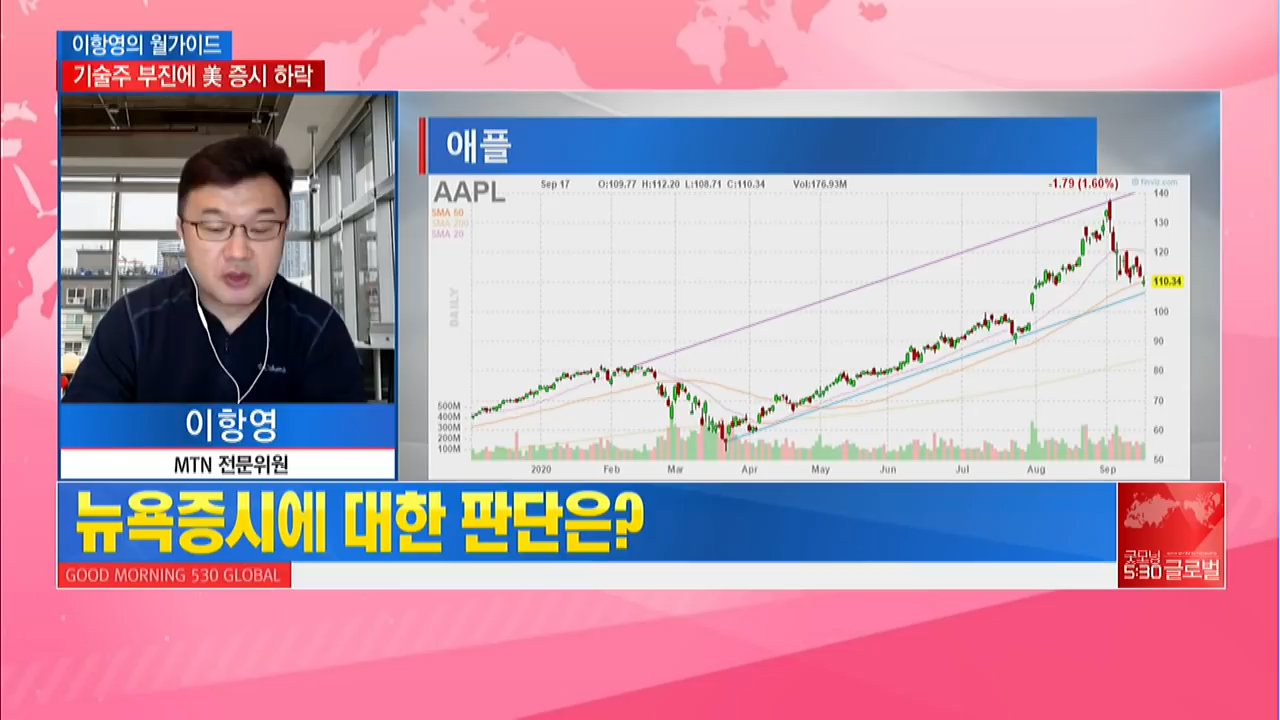 이항영의 월가이드
기술주 부진에 美 증시 하락
애플
AAPL
Sep 17 O:109.77 H:112.20 L:108.71 C:110.34 Vol:176.93M
-1.79 (1.60%)
© finviz.com
SMA 50
SMA 200
SMA 20
DAILY
140
130
120
110.34
100
90
80
70
60
50
500M
400M
300M
200M
100M
2020 Feb Mar Apr May Jun Jul Aug Sep
Columbia
이항영
MTN 전문위원
뉴욕증시에 대한 판단은?
GOOD MORNING 530 GLOBAL
굿모닝
5:30 글로벌